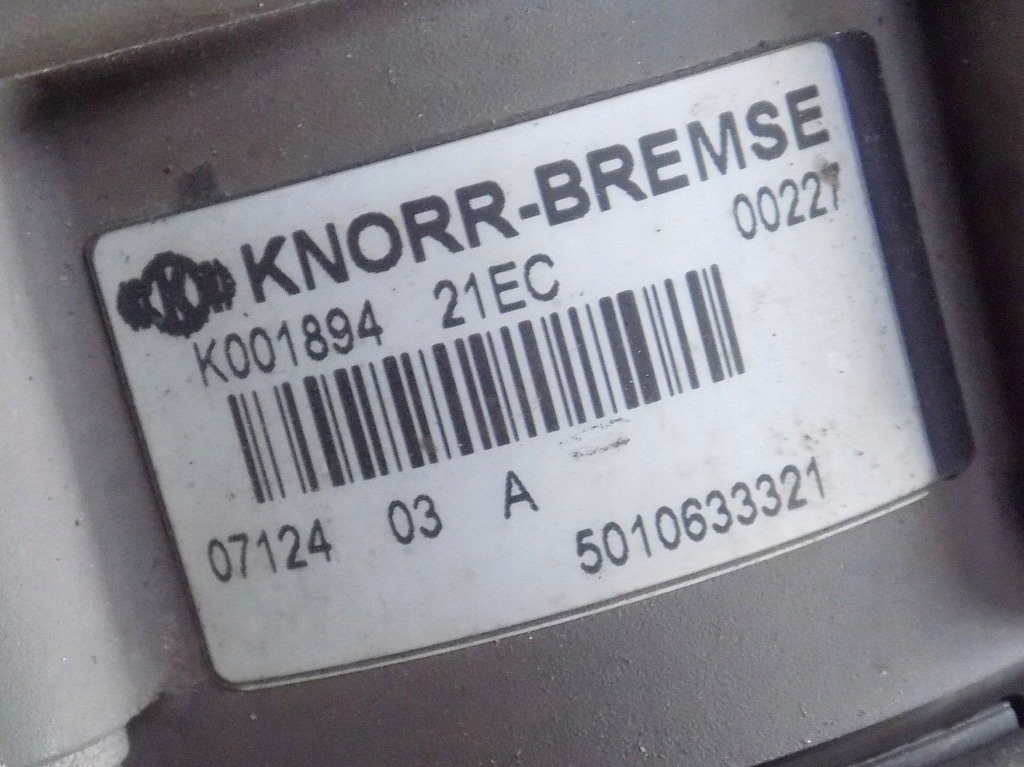 KNORR-BREMSE
K001894 21EC 00227
07124 03 A 5010633321